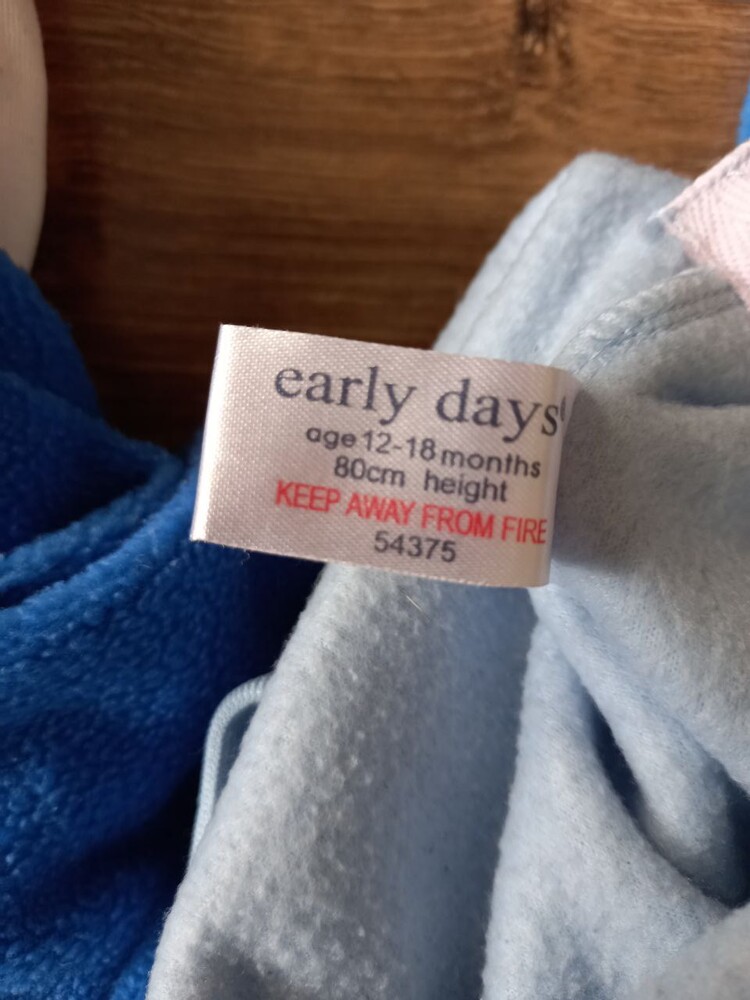 early days
age 12-18 months
80cm height
KEEP AWAY FROM FIRE
54375